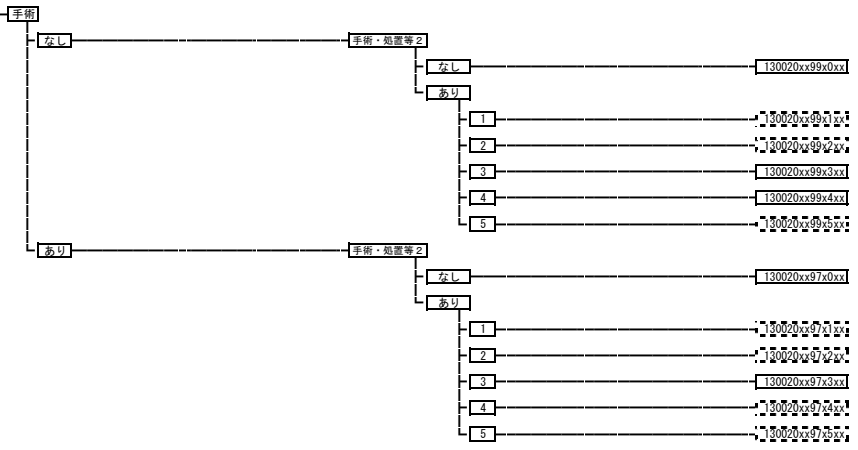 手術
なし 手術・処置等2
なし 130020xx99x0xx
あり
1 130020xx99x1xx
2 130020xx99x2xx
3 130020xx99x3xx
4 130020xx99x4xx
5 130020xx99x5xx
あり 手術・処置等2
なし 130020xx97x0xx
あり
1 130020xx97x1xx
2 130020xx97x2xx
3 130020xx97x3xx
4 130020xx97x4xx
5 130020xx97x5xx